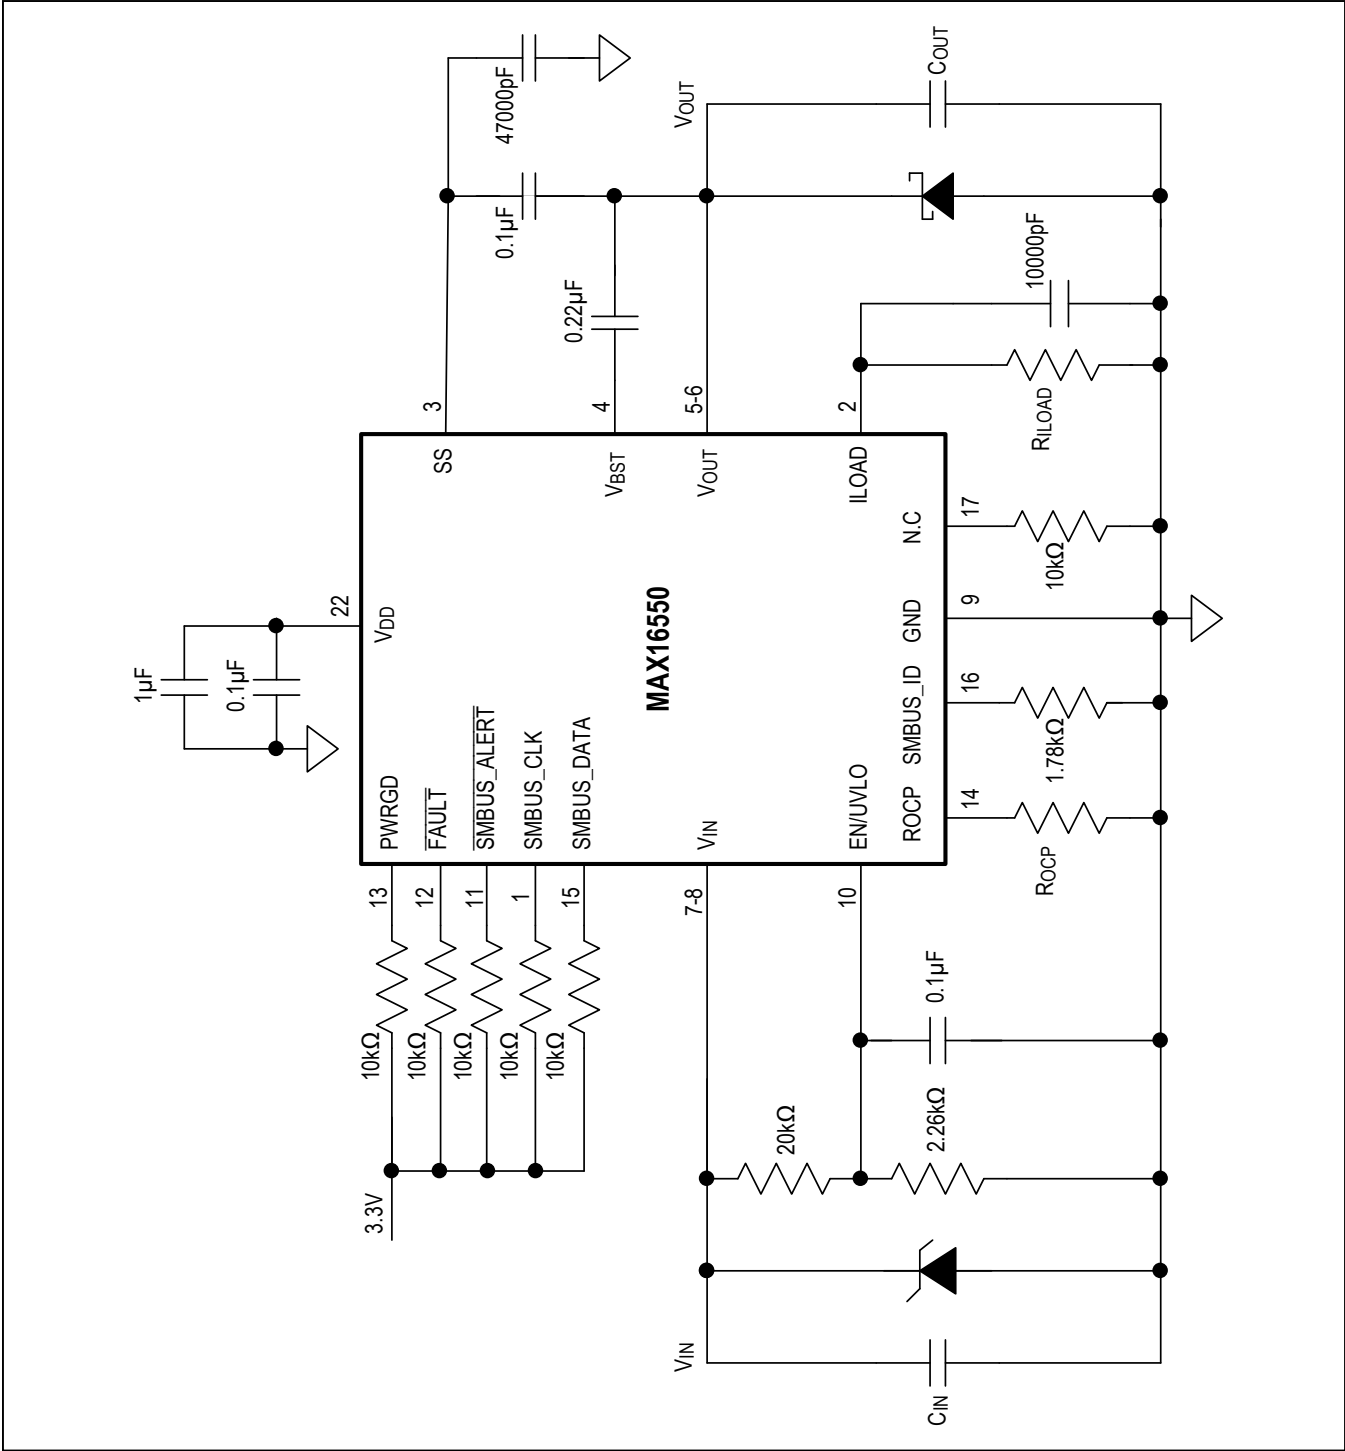 47000pF
COUT
VOUT
0.1µF
10000pF
0.22µF
3
4
5-6
2
RILOAD
SS
VBST
VOUT
ILOAD
1µF
0.1µF
22
VDD
N.C
17
10kΩ
MAX16550
GND
9
SMBUS_ID
16
1.78kΩ
ROCP
14
ROCP
PWRGD
FAULT
SMBUS_ALERT
SMBUS_CLK
SMBUS_DATA
VIN
EN/UVLO
13
12
11
1
15
7-8
10
10kΩ
10kΩ
10kΩ
10kΩ
10kΩ
0.1µF
20kΩ
2.26kΩ
3.3V
VIN
CIN